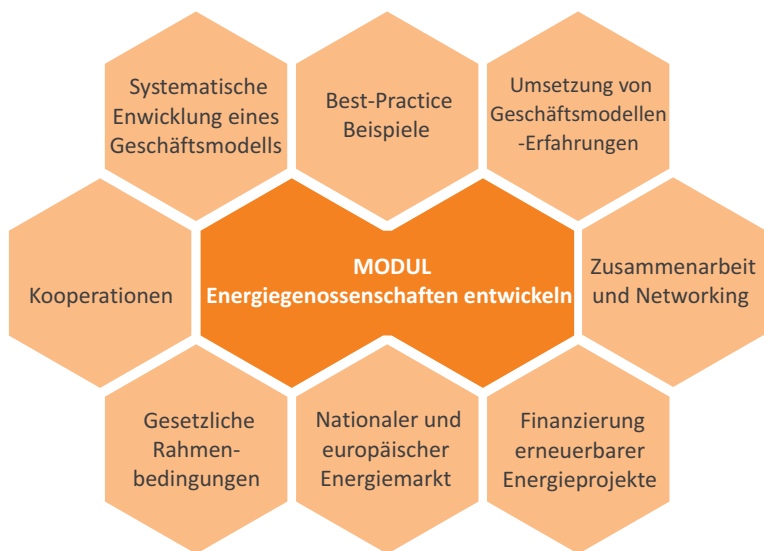 Systematische
Enwicklung eines
Geschäftsmodells
Best-Practice
Beispiele
Umsetzung von
Geschäftsmodellen
-Erfahrungen
Kooperationen
MODUL
Energiegenossenschaften entwickeln
Zusammenarbeit
und Networking
Gesetzliche
Rahmen-
bedingungen
Nationaler und
europäischer
Energiemarkt
Finanzierung
erneuerbarer
Energieprojekte